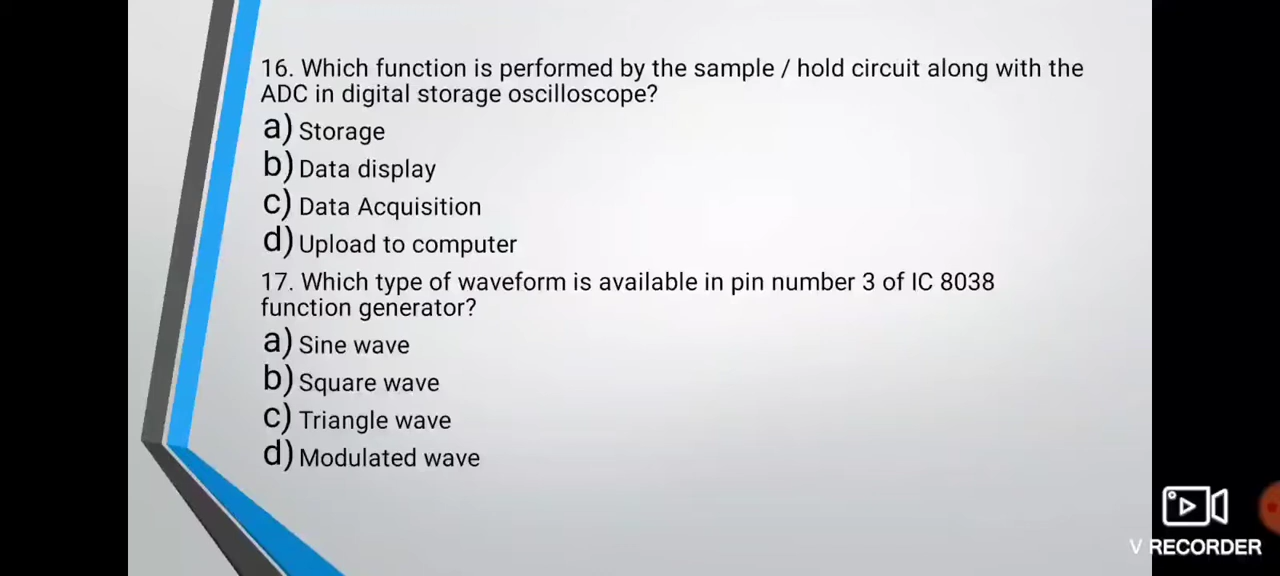 16. Which function is performed by the sample / hold circuit along with the
ADC in digital storage oscilloscope?
a) Storage
b) Data display
c) Data Acquisition
d) Upload to computer
17. Which type of waveform is available in pin number 3 of IC 8038
function generator?
a) Sine wave
b) Square wave
c) Triangle wave
d) Modulated wave
V RECORDER